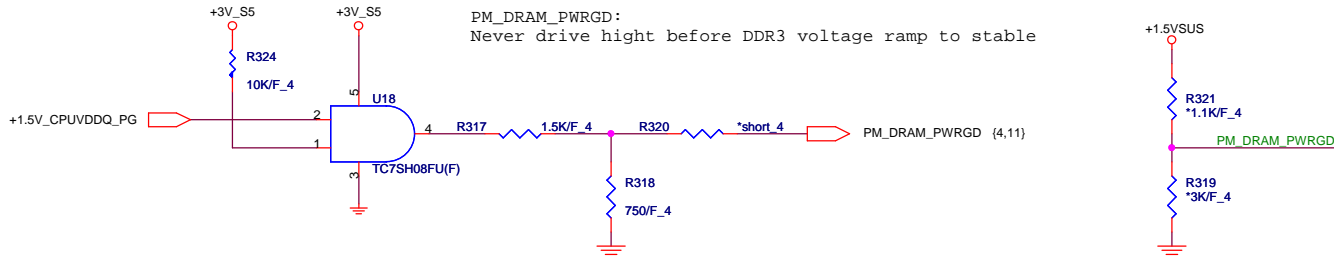 +3V_S5
+3V_S5
PM_DRAM_PWRGD:
Never drive hight before DDR3 voltage ramp to stable
+1.5VSUS
R324
10K/F_4
5
U18
R321
*1.1K/F_4
+1.5V_CPUVDDQ_PG
2
4
R317
1.5K/F_4
R320
*short_4
PM_DRAM_PWRGD {4,11}
1
PM_DRAM_PWRGD
TC7SH08FU(F)
3
R318
750/F_4
R319
*3K/F_4